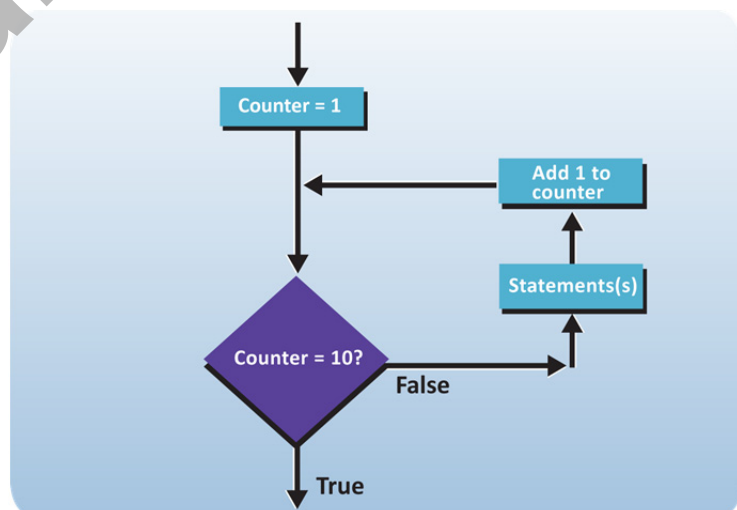 Counter = 1
Add 1 to
counter
Statements(s)
Counter = 10?
False
True